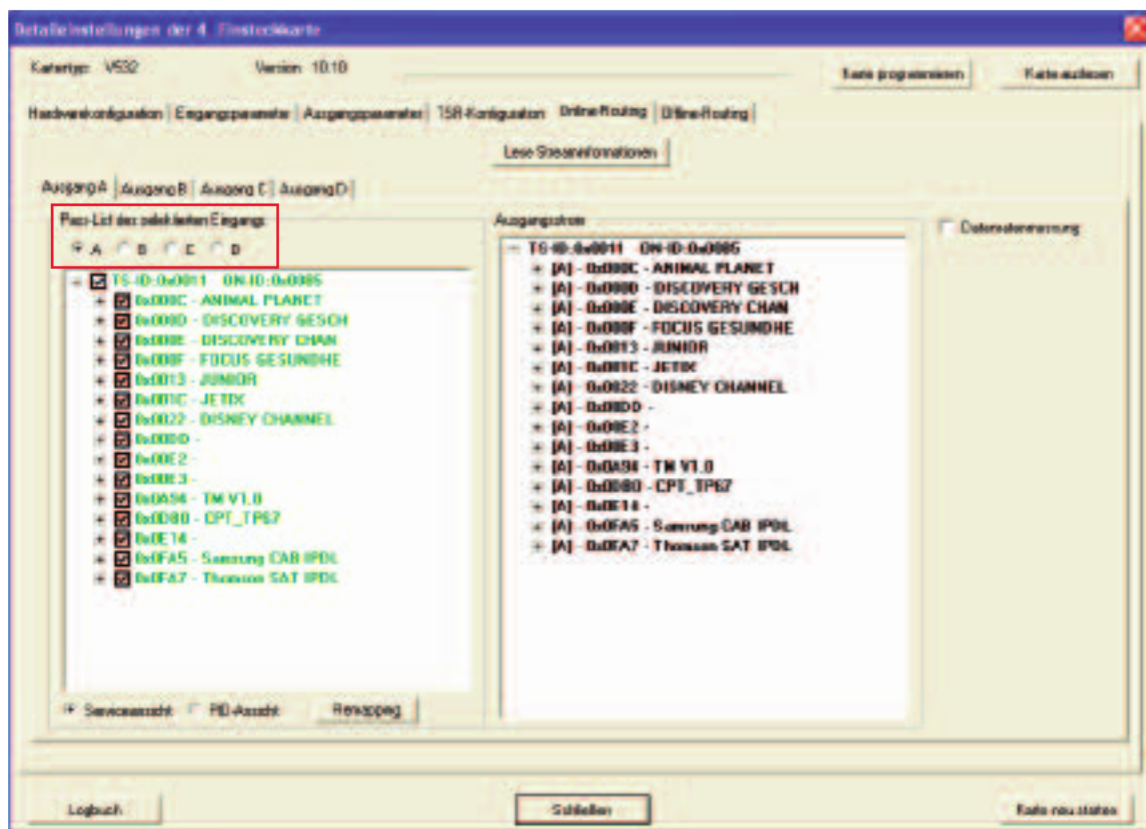 Detaileinstellungen der 4. Einsteckkarte
Kartentyp: V532 Version: 10.10
Karte programmieren Karte auslesen
Hardwarekonfiguration Eingangsparameter Ausgangsparameter TSR-Konfiguration Online-Routing Offline-Routing
Lese Streaminformationen
Ausgang A Ausgang B Ausgang C Ausgang D
Pass-List des selektierten Eingangs
A B C D
TS-ID:0x0011 ON-ID:0x0085
0x000C - ANIMAL PLANET
0x000D - DISCOVERY GESCH
0x000E - DISCOVERY CHAN
0x000F - FOCUS GESUNDHE
0x0013 - JUNIOR
0x001C - JETIX
0x0022 - DISNEY CHANNEL
0x00DD -
0x00E2 -
0x00E3 -
0x0A94 - TM V1.0
0x0D80 - CPT_TP67
0x0E14 -
0x0FA5 - Samsung CAB IPDL
0x0FA7 - Thomson SAT IPDL
Serviceansicht PID-Ansicht Remapping
Ausgangsstrom
TS-ID:0x0011 ON-ID:0x0085
[A] - 0x000C - ANIMAL PLANET
[A] - 0x000D - DISCOVERY GESCH
[A] - 0x000E - DISCOVERY CHAN
[A] - 0x000F - FOCUS GESUNDHE
[A] - 0x0013 - JUNIOR
[A] - 0x001C - JETIX
[A] - 0x0022 - DISNEY CHANNEL
[A] - 0x00DD -
[A] - 0x00E2 -
[A] - 0x00E3 -
[A] - 0x0A94 - TM V1.0
[A] - 0x0D80 - CPT_TP67
[A] - 0x0E14 -
[A] - 0x0FA5 - Samsung CAB IPDL
[A] - 0x0FA7 - Thomson SAT IPDL
Datenratenmessung
Logbuch Schließen Karte neu starten